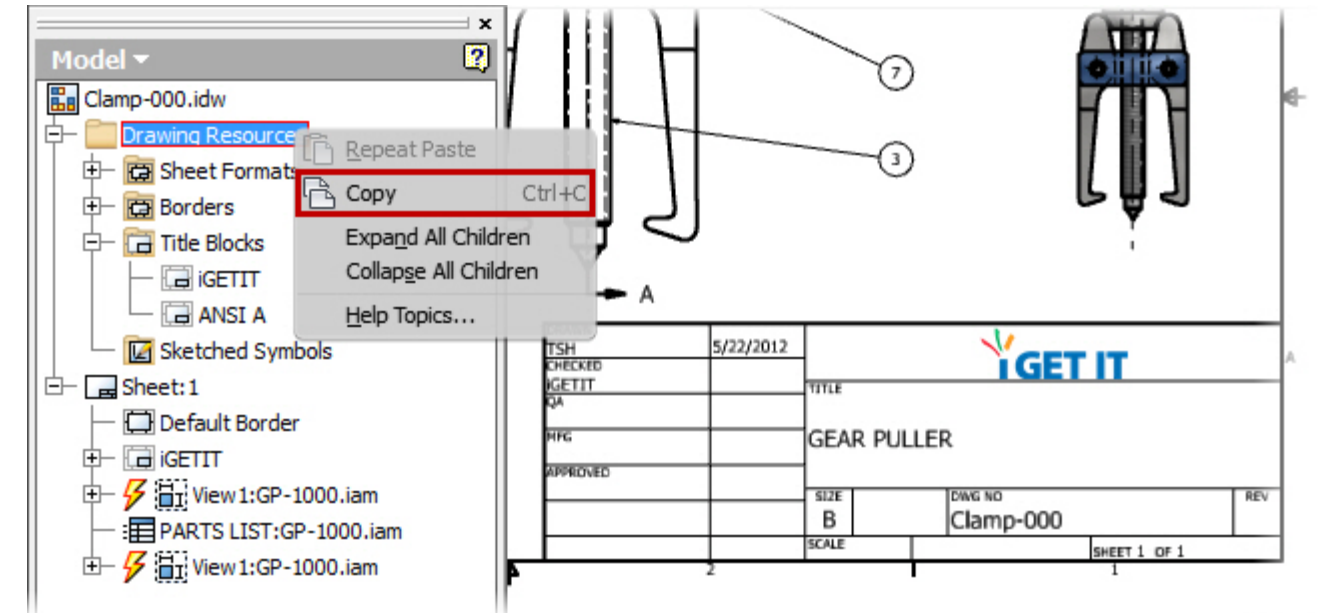 Model
Clamp-000.idw
Drawing Resource
Sheet Formats
Borders
Title Blocks
iGETIT
ANSI A
Sketched Symbols
Sheet:1
Default Border
iGETIT
View1:GP-1000.iam
PARTS LIST:GP-1000.iam
View1:GP-1000.iam
Repeat Paste
Copy Ctrl+C
Expand All Children
Collapse All Children
Help Topics...
7
3
A
A
TSH 5/22/2012
CHECKED
iGETIT
QA
MFG
APPROVED
iGET IT
TITLE
GEAR PULLER
SIZE DWG NO REV
B Clamp-000
SCALE
SHEET 1 OF 1
2 1